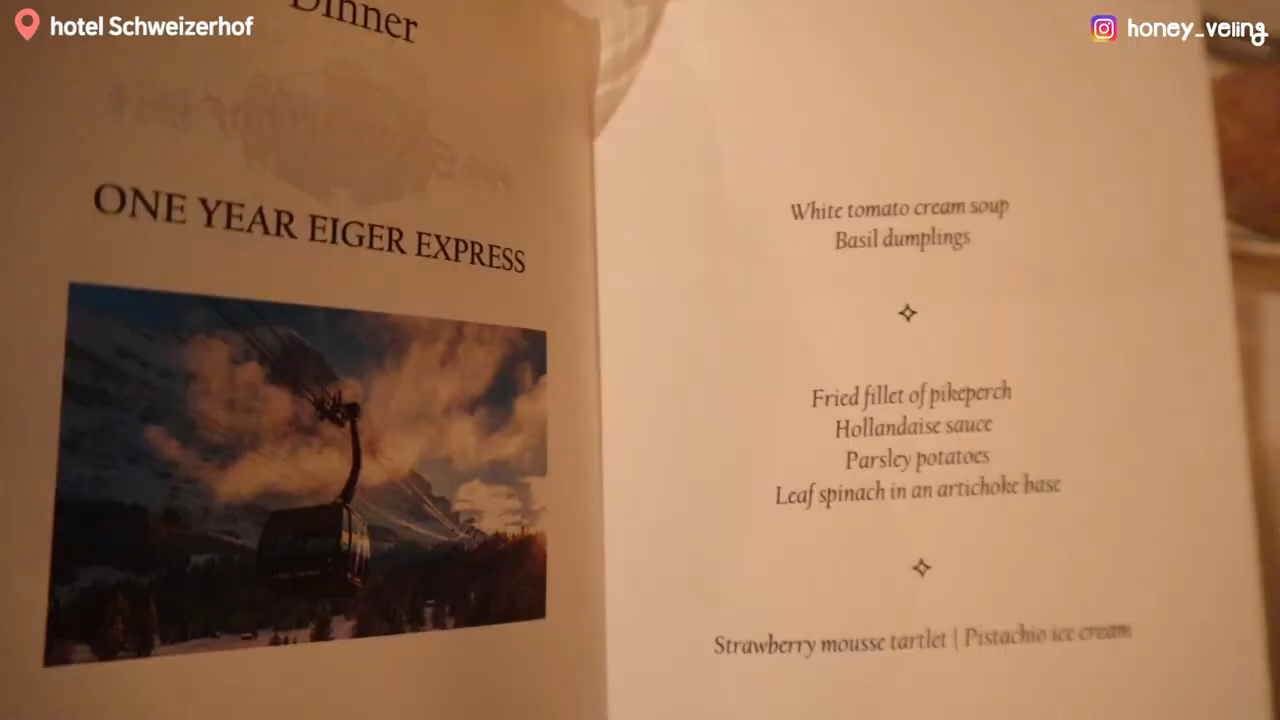 hotel Schweizerhof
honey_veling
Dinner
ONE YEAR EIGER EXPRESS
White tomato cream soup
Basil dumplings
Fried fillet of pikeperch
Hollandaise sauce
Parsley potatoes
Leaf spinach in an artichoke base
Strawberry mousse tartlet | Pistachio ice cream